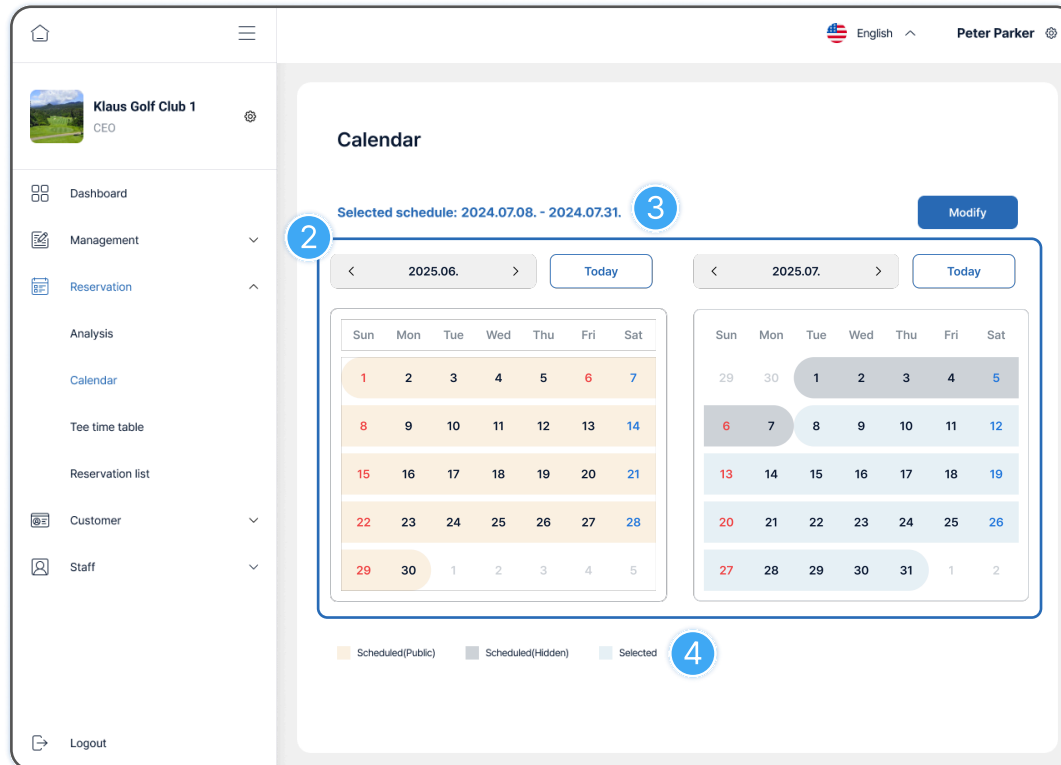 English
Peter Parker
Klaus Golf Club 1
CEO
Dashboard
Management
Reservation
Analysis
Calendar
Tee time table
Reservation list
Customer
Staff
Logout
Calendar
Selected schedule: 2024.07.08. - 2024.07.31.
3
Modify
2
2025.06.
Today
Sun Mon Tue Wed Thu Fri Sat
1 2 3 4 5 6 7
8 9 10 11 12 13 14
15 16 17 18 19 20 21
22 23 24 25 26 27 28
29 30 1 2 3 4 5
2025.07.
Today
Sun Mon Tue Wed Thu Fri Sat
29 30 1 2 3 4 5
6 7 8 9 10 11 12
13 14 15 16 17 18 19
20 21 22 23 24 25 26
27 28 29 30 31 1 2
Scheduled(Public) Scheduled(Hidden) Selected
4